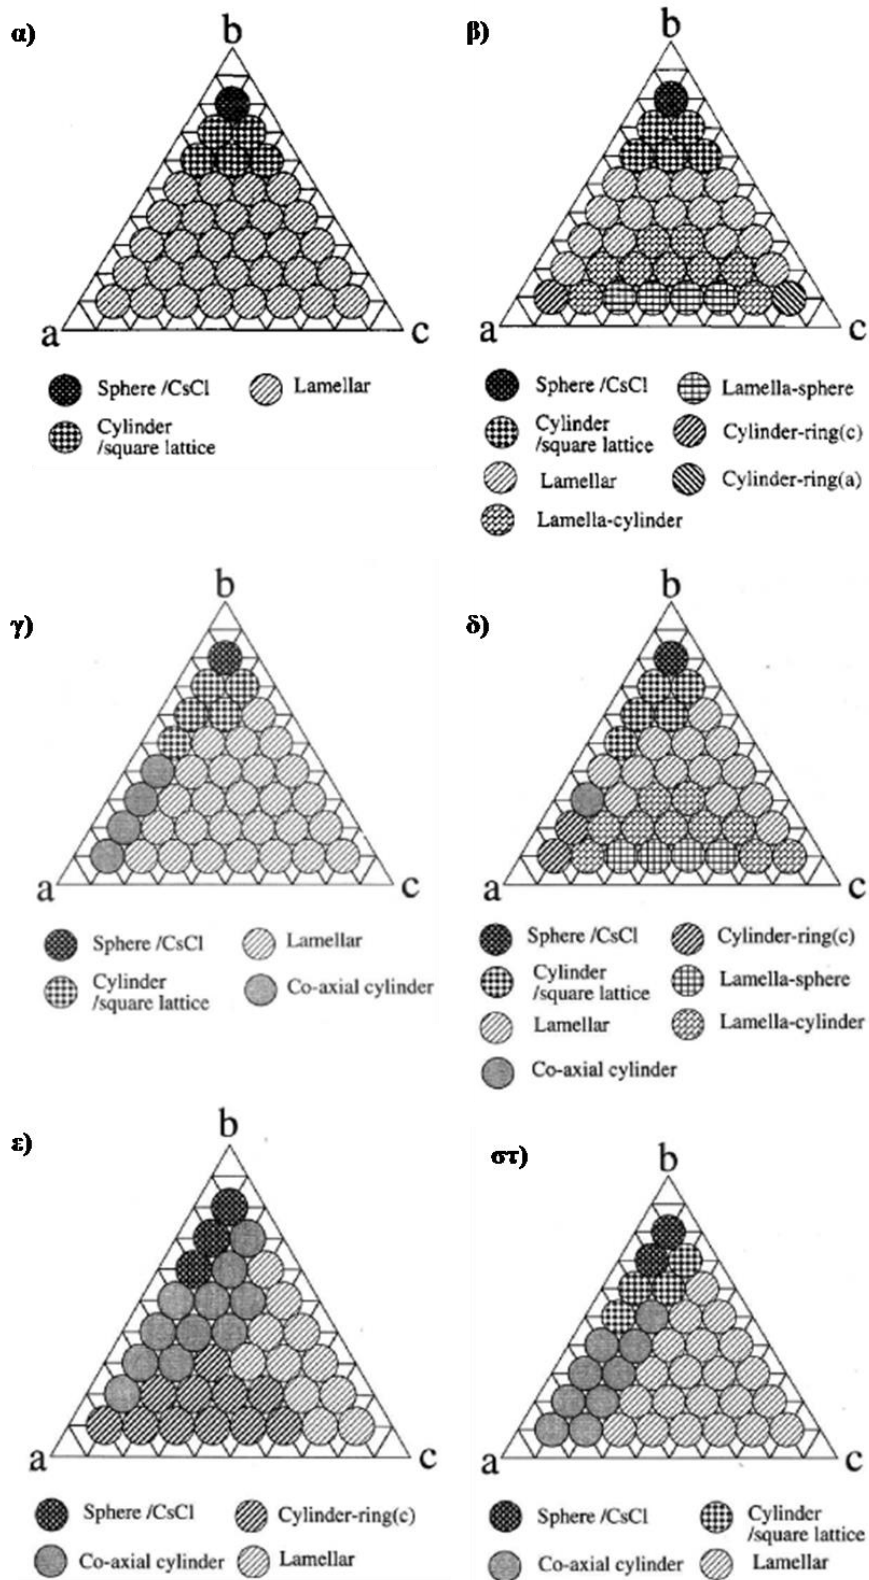 α)
b
a
c
Sphere /CsCl
Lamellar
Cylinder
/square lattice
β)
b
a
c
Sphere /CsCl
Lamella-sphere
Cylinder
/square lattice
Cylinder-ring(c)
Lamellar
Cylinder-ring(a)
Lamella-cylinder
γ)
b
a
c
Sphere /CsCl
Lamellar
Cylinder
/square lattice
Co-axial cylinder
δ)
b
a
c
Sphere /CsCl
Cylinder-ring(c)
Cylinder
/square lattice
Lamella-sphere
Lamellar
Lamella-cylinder
Co-axial cylinder
ε)
b
a
c
Sphere /CsCl
Cylinder-ring(c)
Co-axial cylinder
Lamellar
στ)
b
a
c
Sphere /CsCl
Cylinder
/square lattice
Co-axial cylinder
Lamellar